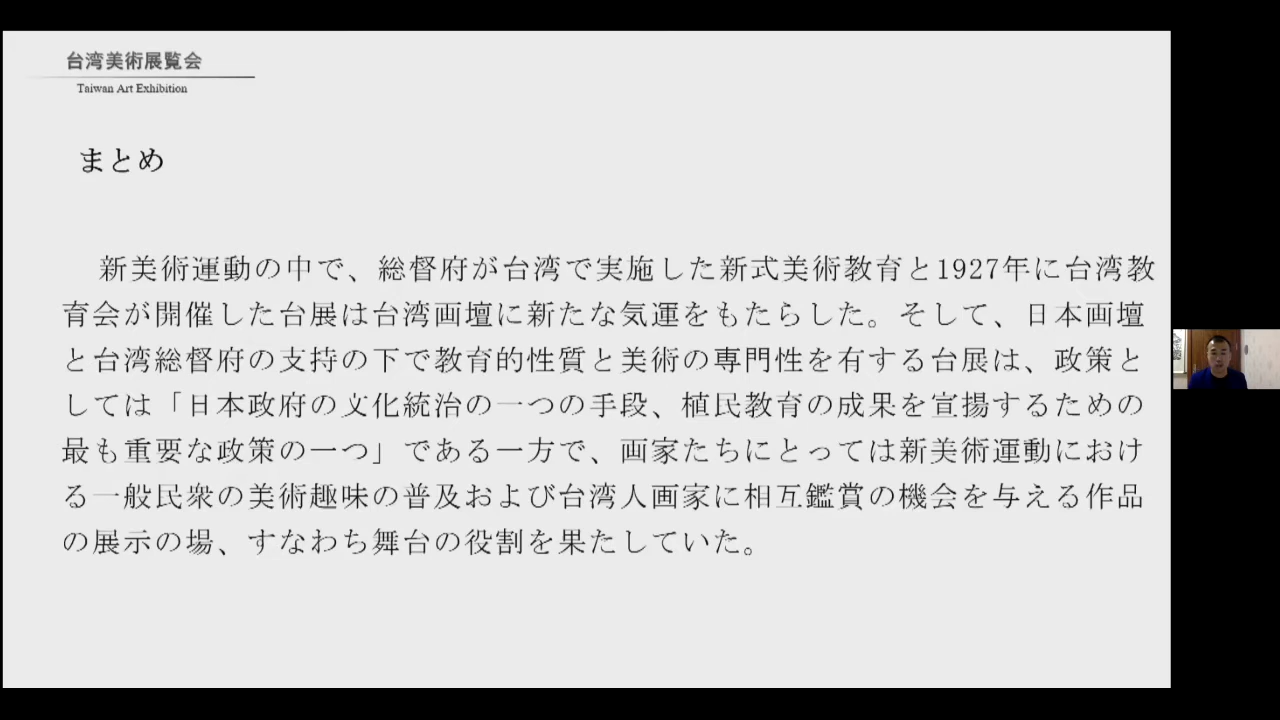 台湾美術展覧会
Taiwan Art Exhibition
まとめ
新美術運動の中で、総督府が台湾で実施した新式美術教育と1927年に台湾教
育会が開催した台展は台湾画壇に新たな気運をもたらした。そして、日本画壇
と台湾総督府の支持の下で教育的性質と美術の専門性を有する台展は、政策と
しては「日本政府の文化統治の一つの手段、植民教育の成果を宣揚するための
最も重要な政策の一つ」である一方で、画家たちにとっては新美術運動におけ
る一般民衆の美術趣味の普及および台湾人画家に相互鑑賞の機会を与える作品
の展示の場、すなわち舞台の役割を果たしていた。